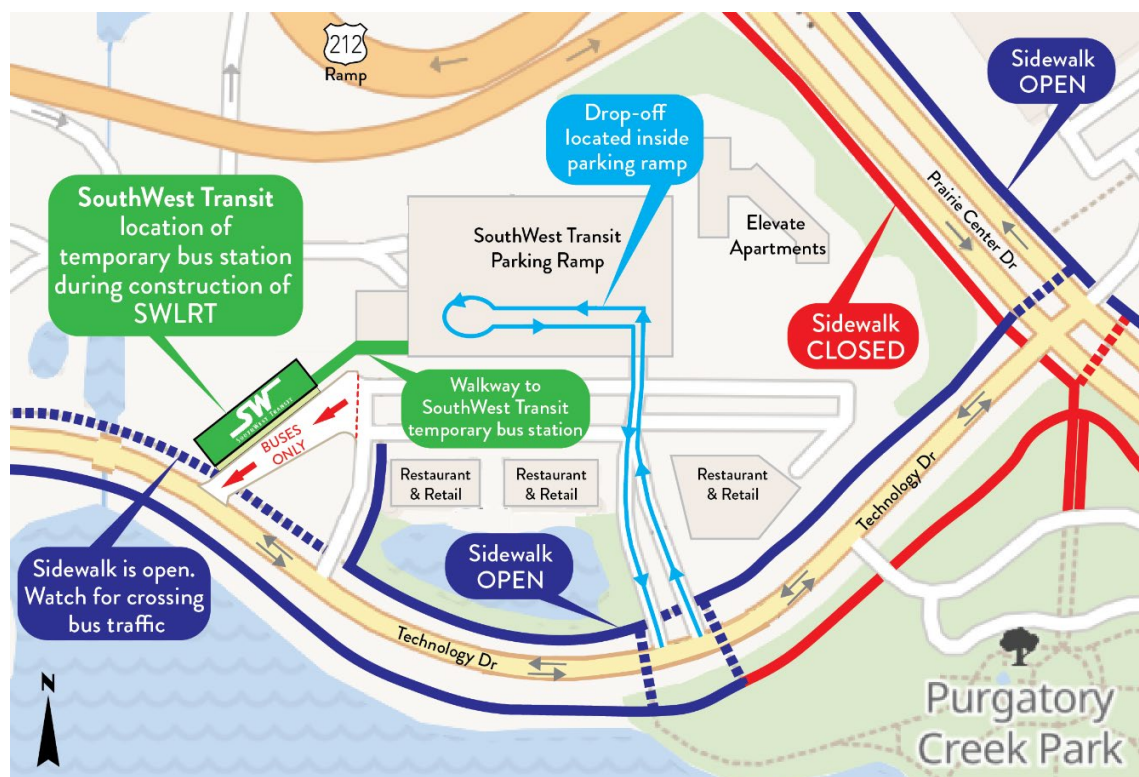 212
Ramp
Sidewalk
OPEN
Drop-off
located inside
parking ramp
SouthWest Transit
location of
temporary bus station
during construction of
SWLRT
SouthWest Transit
Parking Ramp
Elevate
Apartments
Prairie Center Dr
Sidewalk
CLOSED
SW
SOUTHWEST TRANSIT
BUSES
ONLY
Walkway to
SouthWest Transit
temporary bus station
Restaurant
& Retail
Restaurant
& Retail
Restaurant
& Retail
Technology Dr
Sidewalk is open.
Watch for crossing
bus traffic
Sidewalk
OPEN
Technology Dr
N
Purgatory
Creek Park